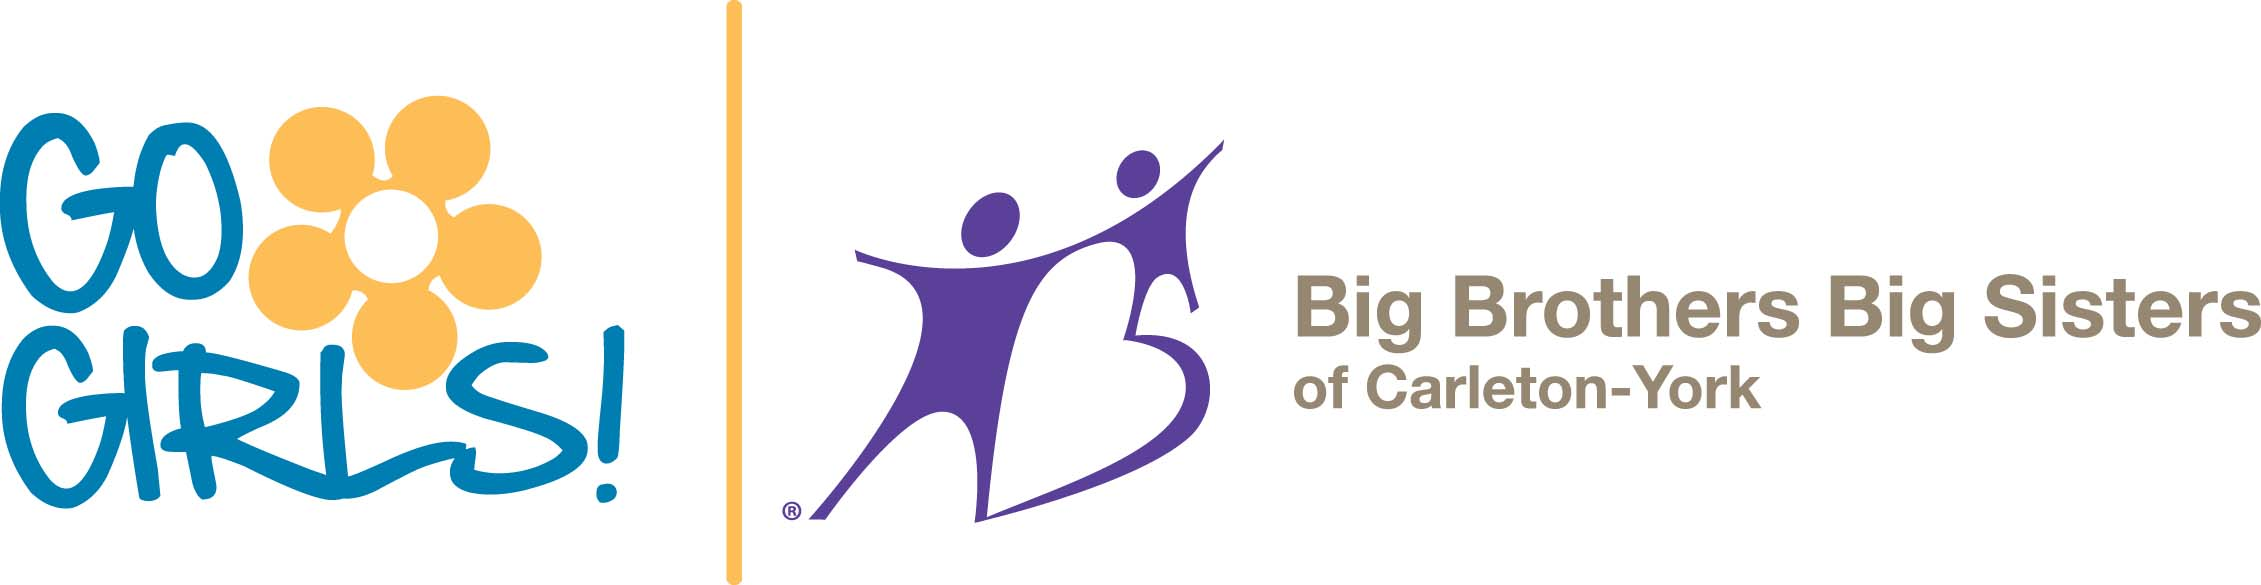 GO
GIRLS!
®
Big Brothers Big Sisters
of Carleton-York